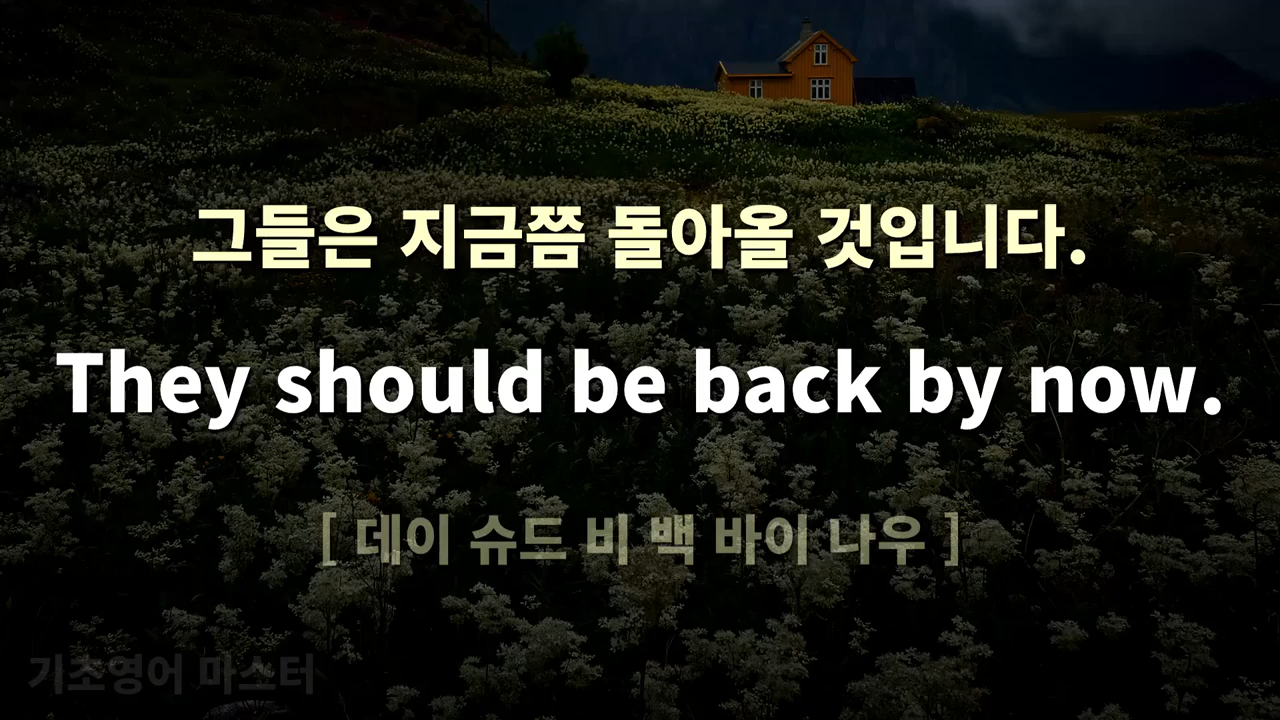 그들은 지금쯤 돌아올 것입니다.
They should be back by now.
[ 데이 슈드 비 백 바이 나우 ]
기초영어 마스터